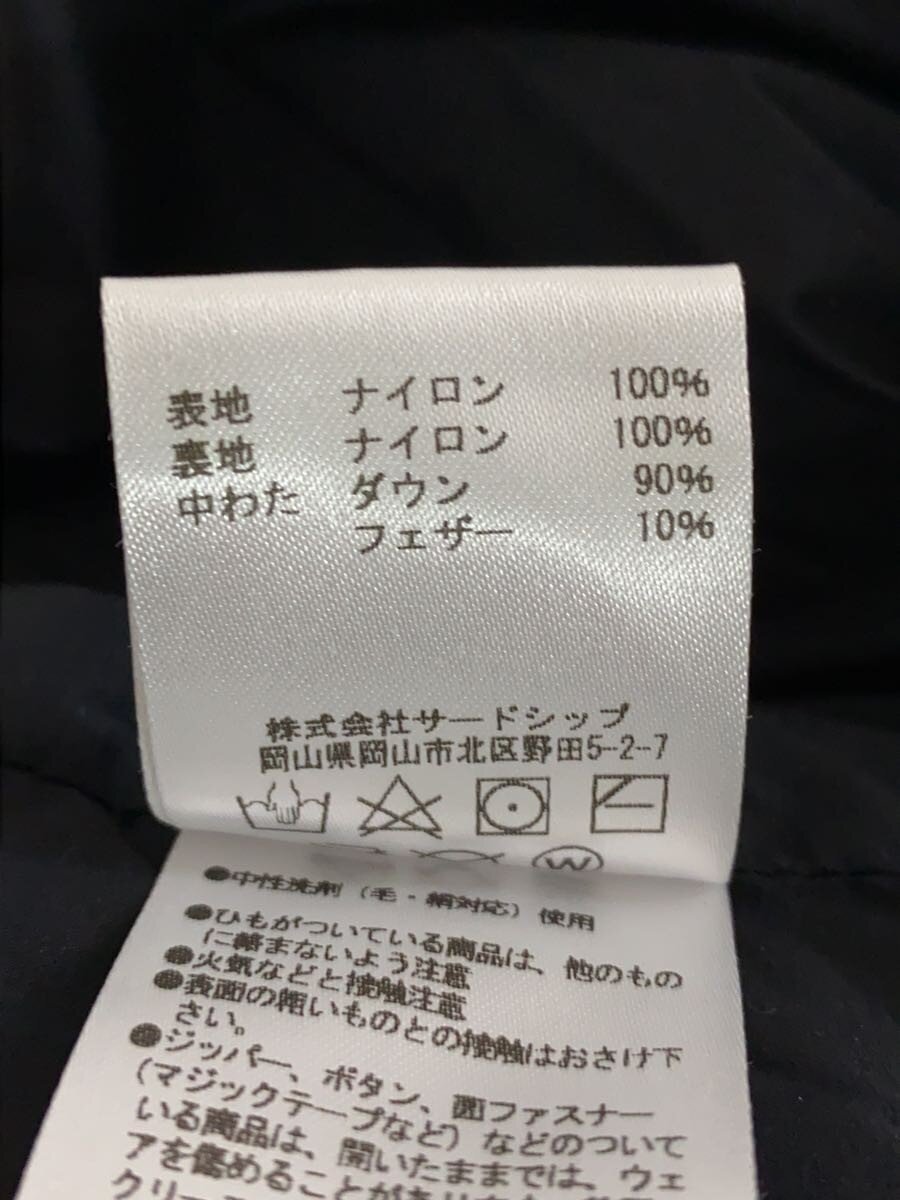 表地 ナイロン 100%
裏地 ナイロン 100%
中わた ダウン 90%
フェザー 10%
株式会社サードシップ
岡山県岡山市北区野田5-2-7
W
●中性洗剤(毛・絹対応)使用
●ひもがついている商品は、他のもの
に絡まないよう注意
●火気などと接触注意
●表面の粗いものとの接触はおさけ下
さい。
●ジッパー、ボタン、面ファスナー
(マジックテープなど)などのついて
いる商品は、開いたままでは、ウェ
アを傷めることがあります
クリー